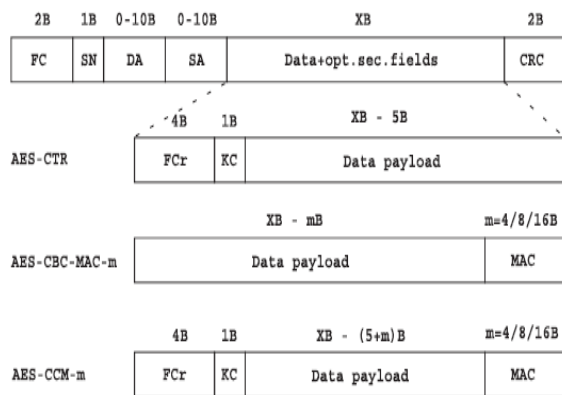 2B 1B 0-10B 0-10B XB 2B
FC SN DA SA Data+opt.sec.fields CRC
4B 1B XB - 5B
AES-CTR FCr KC Data payload
XB - mB m=4/8/16B
AES-CBC-MAC-m Data payload MAC
4B 1B XB - (5+m)B m=4/8/16B
AES-CCM-m FCr KC Data payload MAC